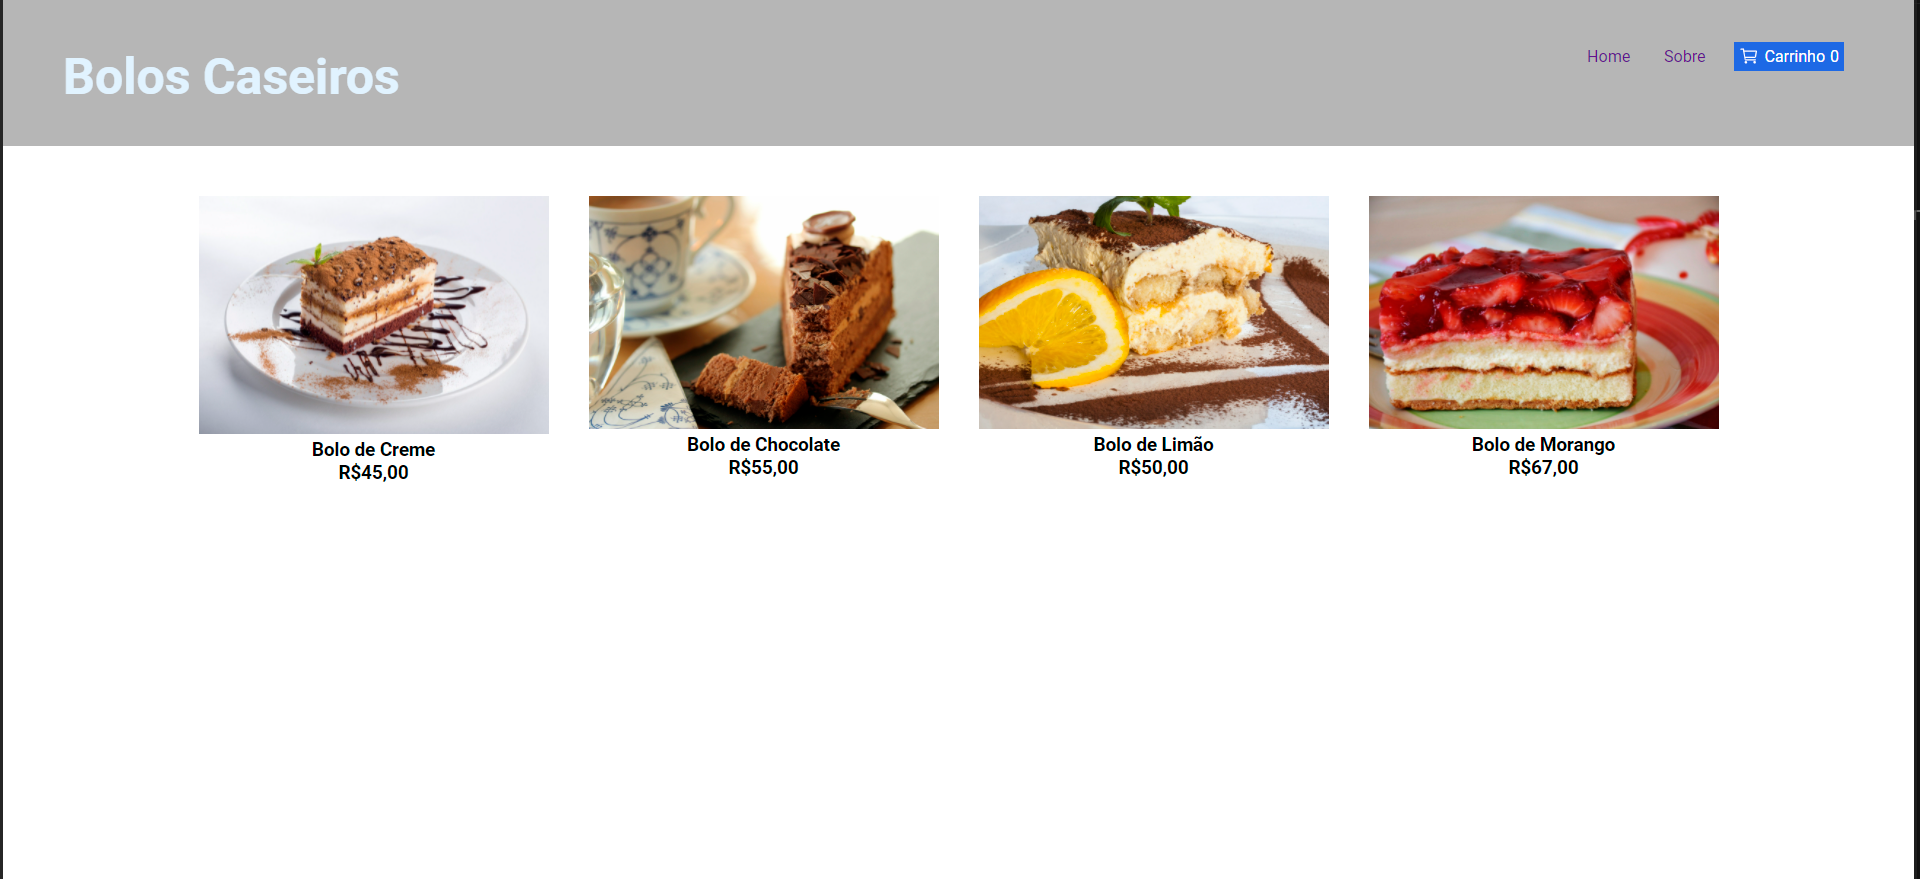 Bolos Caseiros
Home
Sobre
Carrinho 0
Bolo de Creme
R$45,00
Bolo de Chocolate
R$55,00
Bolo de Limão
R$50,00
Bolo de Morango
R$67,00